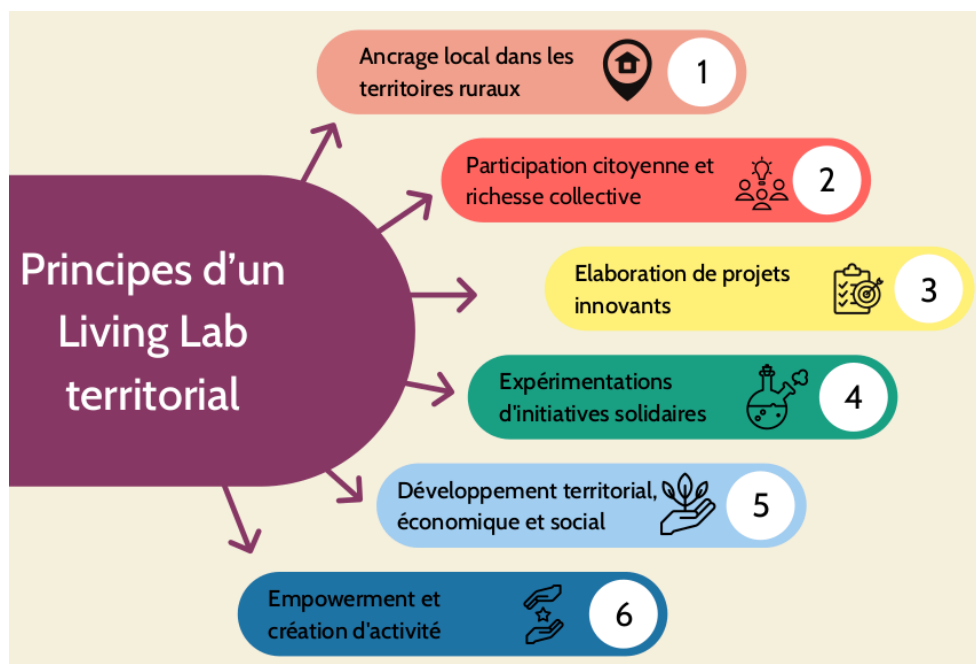 Principes d'un
Living Lab
territorial
Ancrage local dans les
territoires ruraux
1
Participation citoyenne et
richesse collective
2
Elaboration de projets
innovants
3
Expérimentations
d'initiatives solidaires
4
Développement territorial,
économique et social
5
Empowerment et
création d'activité
6